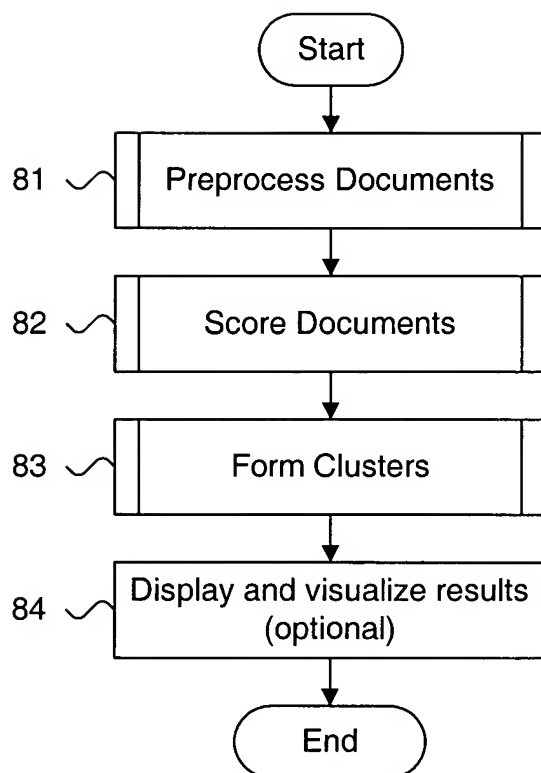 Start
81 Preprocess Documents
82 Score Documents
83 Form Clusters
84 Display and visualize results
(optional)
End